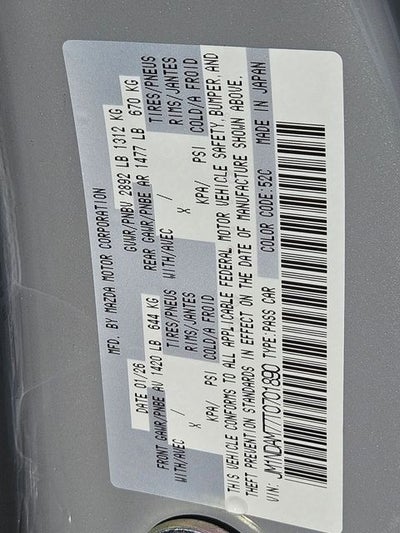 MFD. BY MAZDA MOTOR CORPORATION
DATE 01/26 GVWR/PNBV 2892 LB 1312 KG
FRONT GAWR/PNBE AV 1420 LB 644 KG REAR GAWR/PNBE AR 1477 LB 670 KG
WITH/AVEC / TIRES/PNEUS WITH/AVEC / TIRES/PNEUS
X RIMS/JANTES X RIMS/JANTES
KPA/ PSI COLD/A FROID KPA/ PSI COLD/A FROID
THIS VEHICLE CONFORMS TO ALL APPLICABLE FEDERAL MOTOR VEHICLE SAFETY, BUMPER, AND
THEFT PREVENTION STANDARDS IN EFFECT ON THE DATE OF MANUFACTURE SHOWN ABOVE.
COLOR CODE:52C MADE IN JAPAN
VIN: JM1NDAM77T0701890 TYPE:PASS CAR